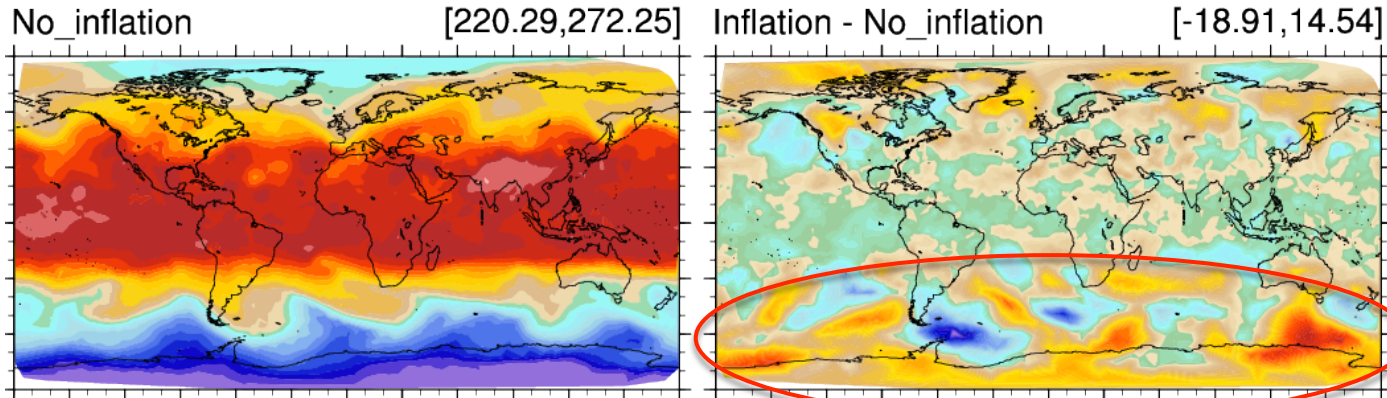 No_inflation [220.29,272.25]
Inflation - No_inflation [-18.91,14.54]